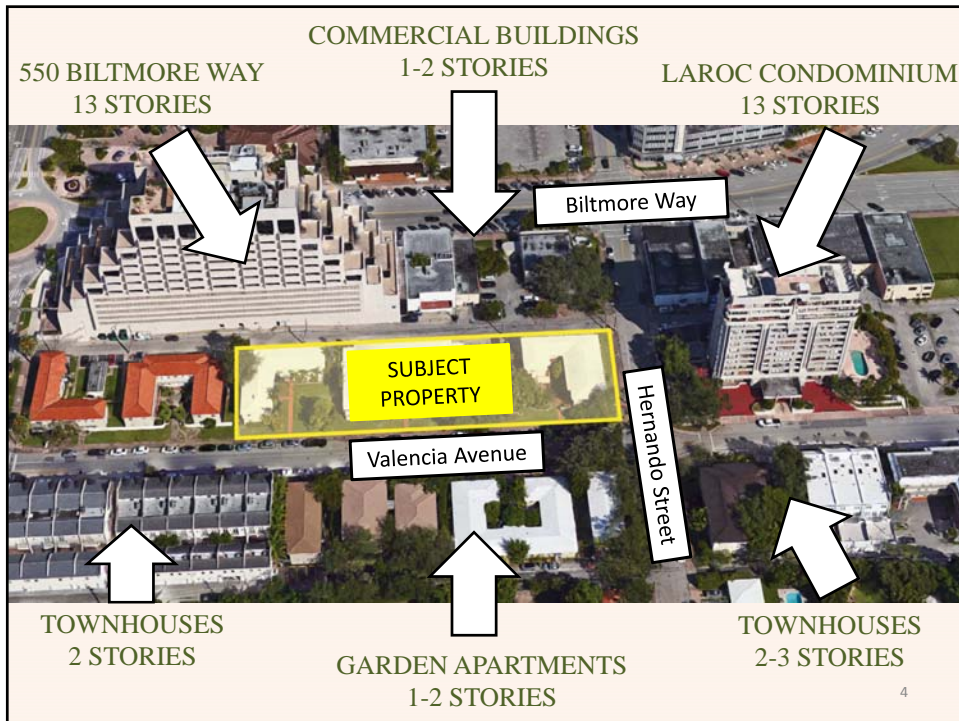 COMMERCIAL BUILDINGS
1-2 STORIES
550 BILTMORE WAY
13 STORIES
LAROC CONDOMINIUM
13 STORIES
Biltmore Way
SUBJECT
PROPERTY
Hernando Street
Valencia Avenue
TOWNHOUSES
2 STORIES
GARDEN APARTMENTS
1-2 STORIES
TOWNHOUSES
2-3 STORIES
4